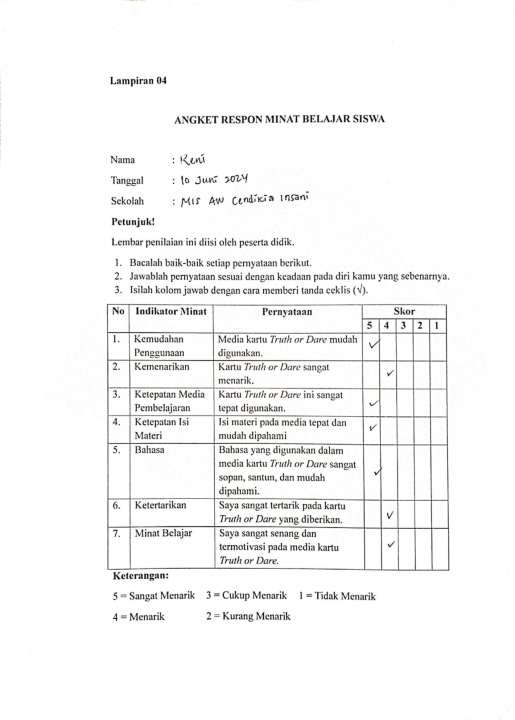 Lampiran 04
ANGKET RESPON MINAT BELAJAR SISWA
Nama : Keni
Tanggal : 10 Juni 2024
Sekolah : MIS AW Cendikia Insani
Petunjuk!
Lembar penilaian ini diisi oleh peserta didik.
1. Bacalah baik-baik setiap pernyataan berikut.
2. Jawablah pernyataan sesuai dengan keadaan pada diri kamu yang sebenarnya.
3. Isilah kolom jawab dengan cara memberi tanda ceklis (√).
No Indikator Minat Pernyataan Skor
5 4 3 2 1
1. Kemudahan Media kartu Truth or Dare mudah
Penggunaan digunakan. ✓
2. Kemenarikan Kartu Truth or Dare sangat
menarik. ✓
3. Ketepatan Media Kartu Truth or Dare ini sangat
Pembelajaran tepat digunakan. ✓
4. Ketepatan Isi Isi materi pada media tepat dan ✓
Materi mudah dipahami
5. Bahasa Bahasa yang digunakan dalam
media kartu Truth or Dare sangat
sopan, santun, dan mudah ✓
dipahami.
6. Ketertarikan Saya sangat tertarik pada kartu
Truth or Dare yang diberikan. ✓
7. Minat Belajar Saya sangat senang dan
termotivasi pada media kartu ✓
Truth or Dare.
Keterangan:
5 = Sangat Menarik 3 = Cukup Menarik 1 = Tidak Menarik
4 = Menarik 2 = Kurang Menarik